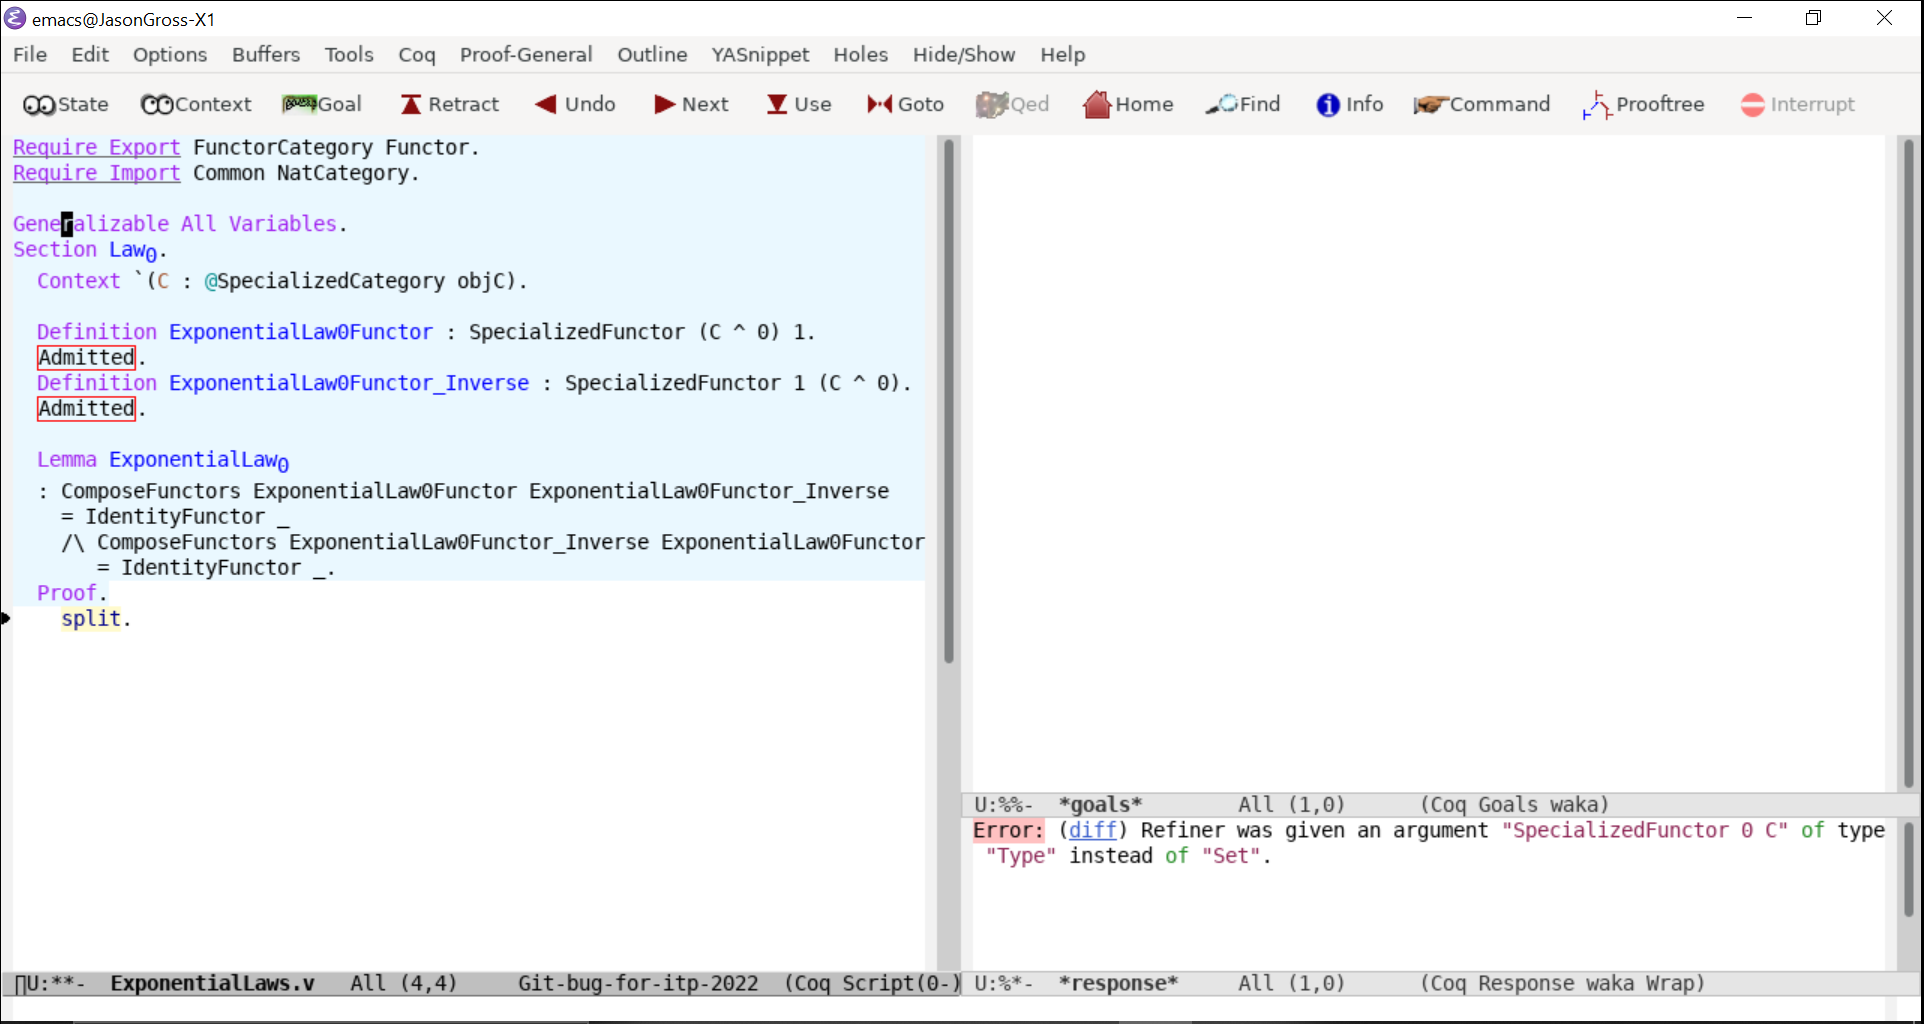 emacs@JasonGross-X1
File Edit Options Buffers Tools Coq Proof-General Outline YASnippet Holes Hide/Show Help
State Context Goal Retract Undo Next Use Goto Qed Home Find Info Command Prooftree Interrupt
Require Export FunctorCategory Functor.
Require Import Common NatCategory.
Generalizable All Variables.
Section Law0.
Context `(C : @SpecializedCategory objC).
Definition ExponentialLaw0Functor : SpecializedFunctor (C ^ 0) 1.
Admitted.
Definition ExponentialLaw0Functor_Inverse : SpecializedFunctor 1 (C ^ 0).
Admitted.
Lemma ExponentialLaw0
: ComposeFunctors ExponentialLaw0Functor ExponentialLaw0Functor_Inverse
= IdentityFunctor _
/\ ComposeFunctors ExponentialLaw0Functor_Inverse ExponentialLaw0Functor
= IdentityFunctor _.
Proof.
split.
U:**- ExponentialLaws.v All (4,4) Git-bug-for-itp-2022 (Coq Script(0-)
U:%%- *goals* All (1,0) (Coq Goals waka)
Error: (diff) Refiner was given an argument "SpecializedFunctor 0 C" of type
"Type" instead of "Set".
U:%*- *response* All (1,0) (Coq Response waka Wrap)